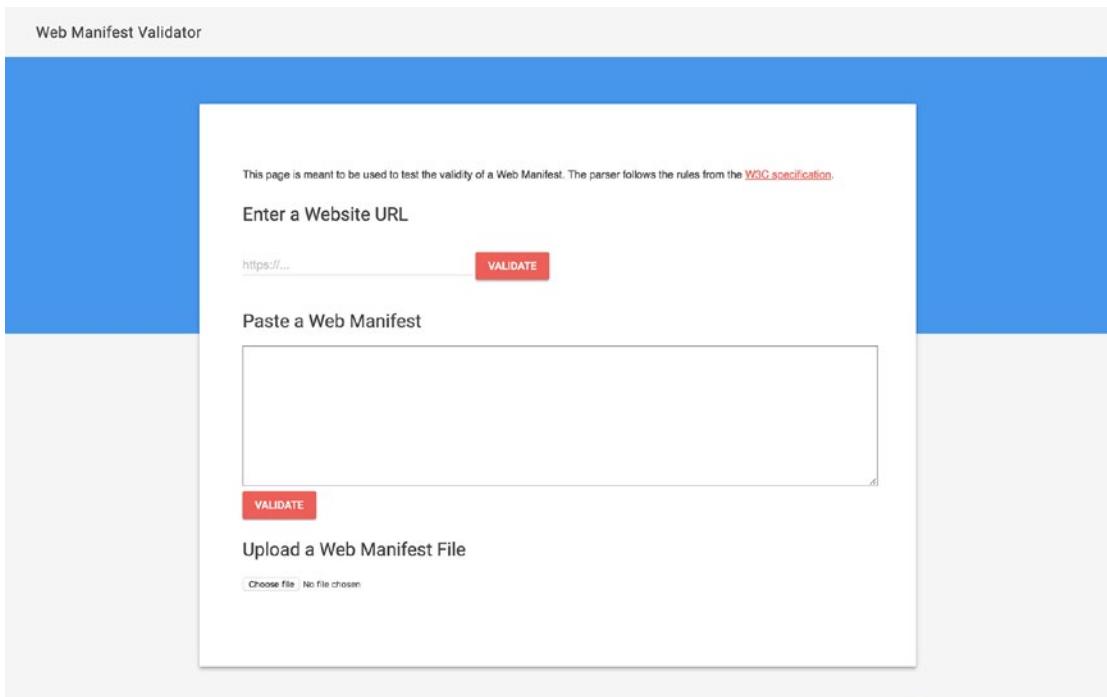 Web Manifest Validator
This page is meant to be used to test the validity of a Web Manifest. The parser follows the rules from the W3C specification.
Enter a Website URL
https://...
VALIDATE
Paste a Web Manifest
VALIDATE
Upload a Web Manifest File
Choose file No file chosen